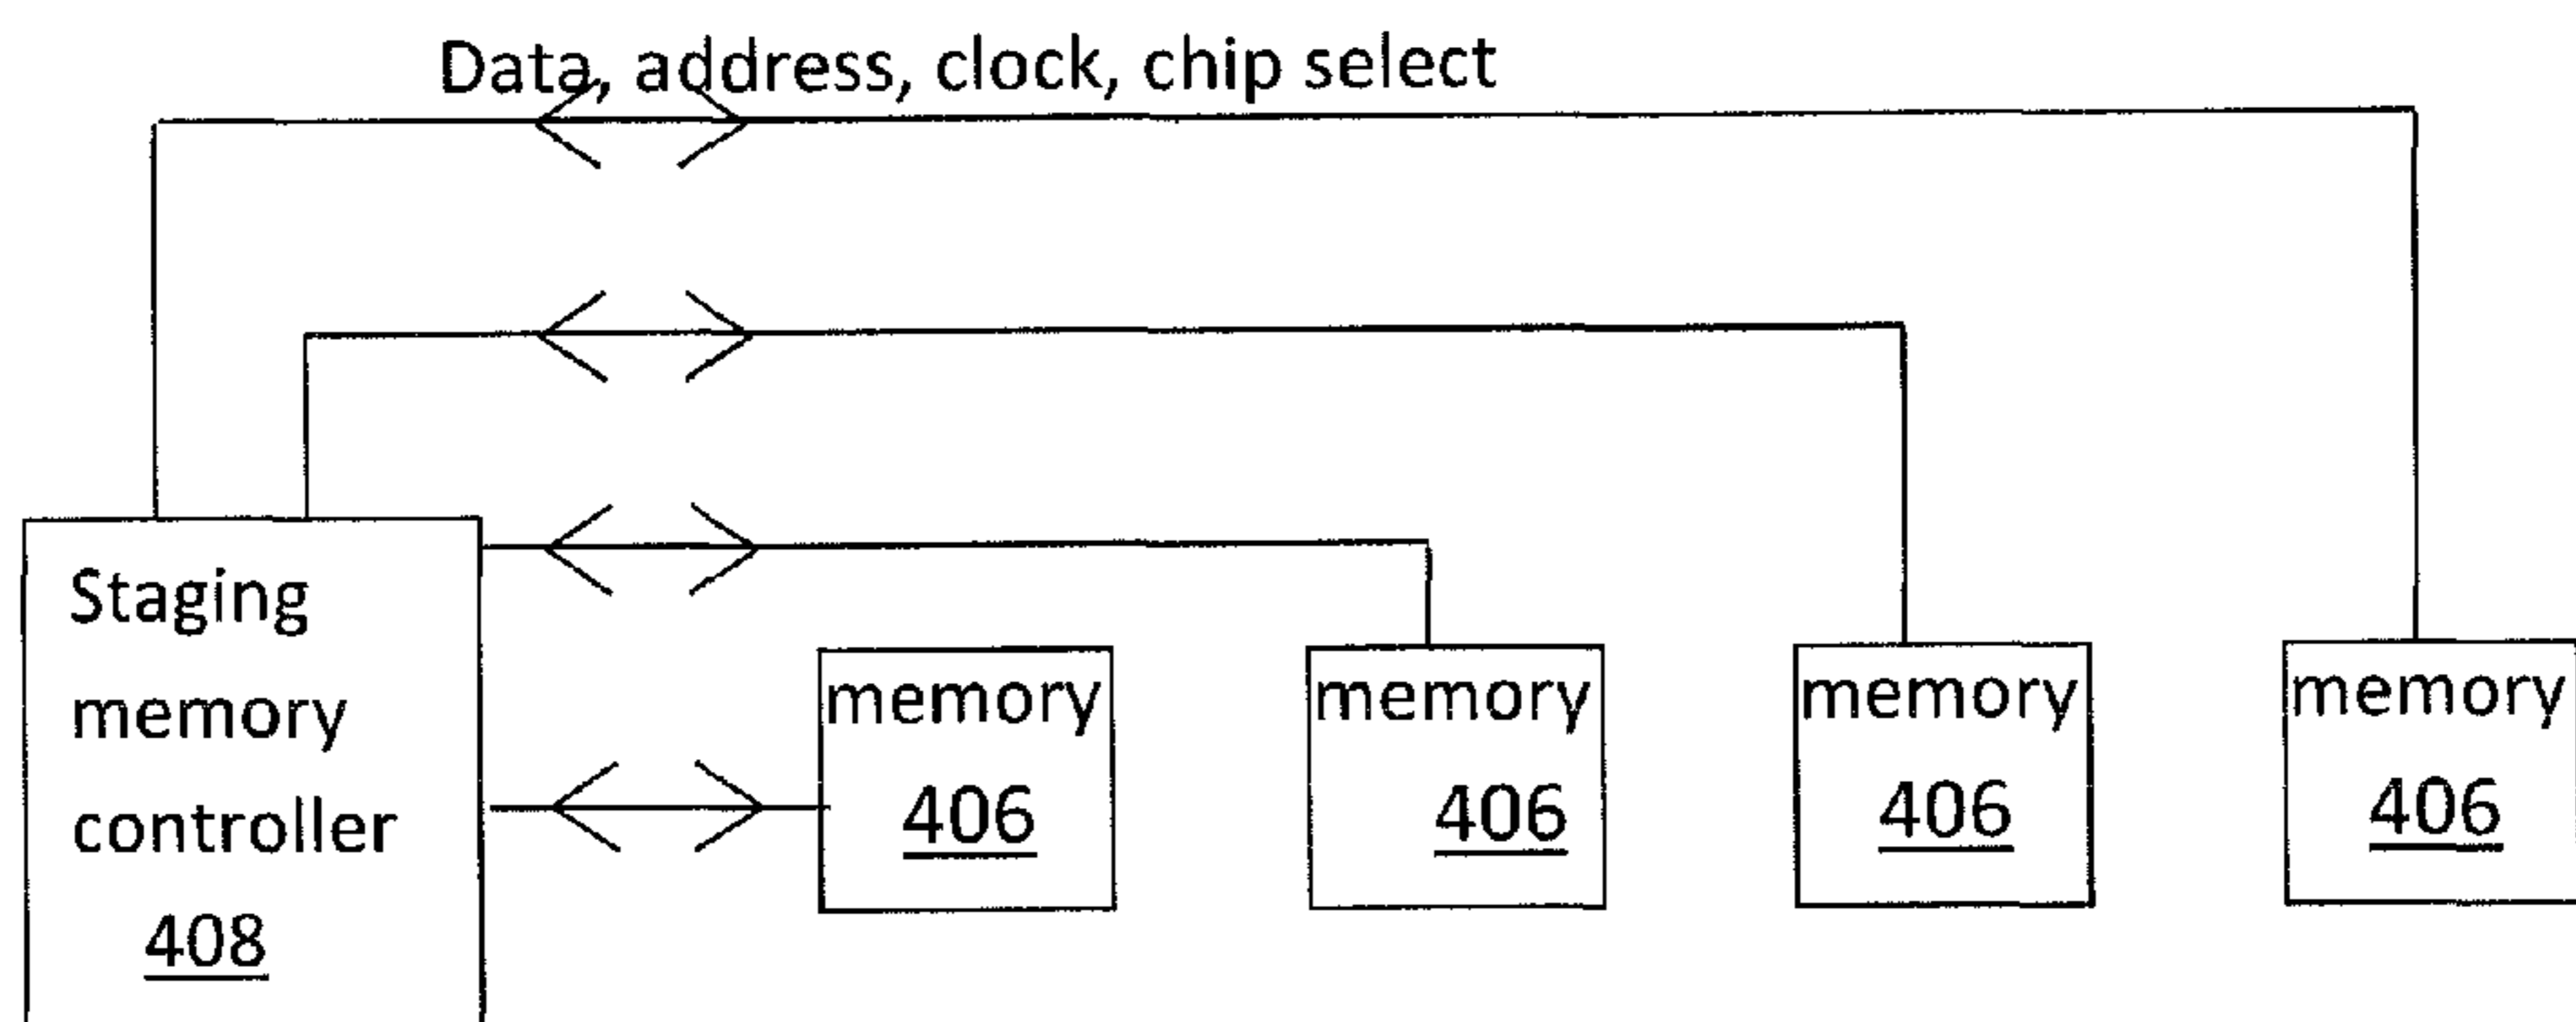 Data, address, clock, chip select
Staging
memory
controller
408
memory
406
memory
406
memory
406
memory
406